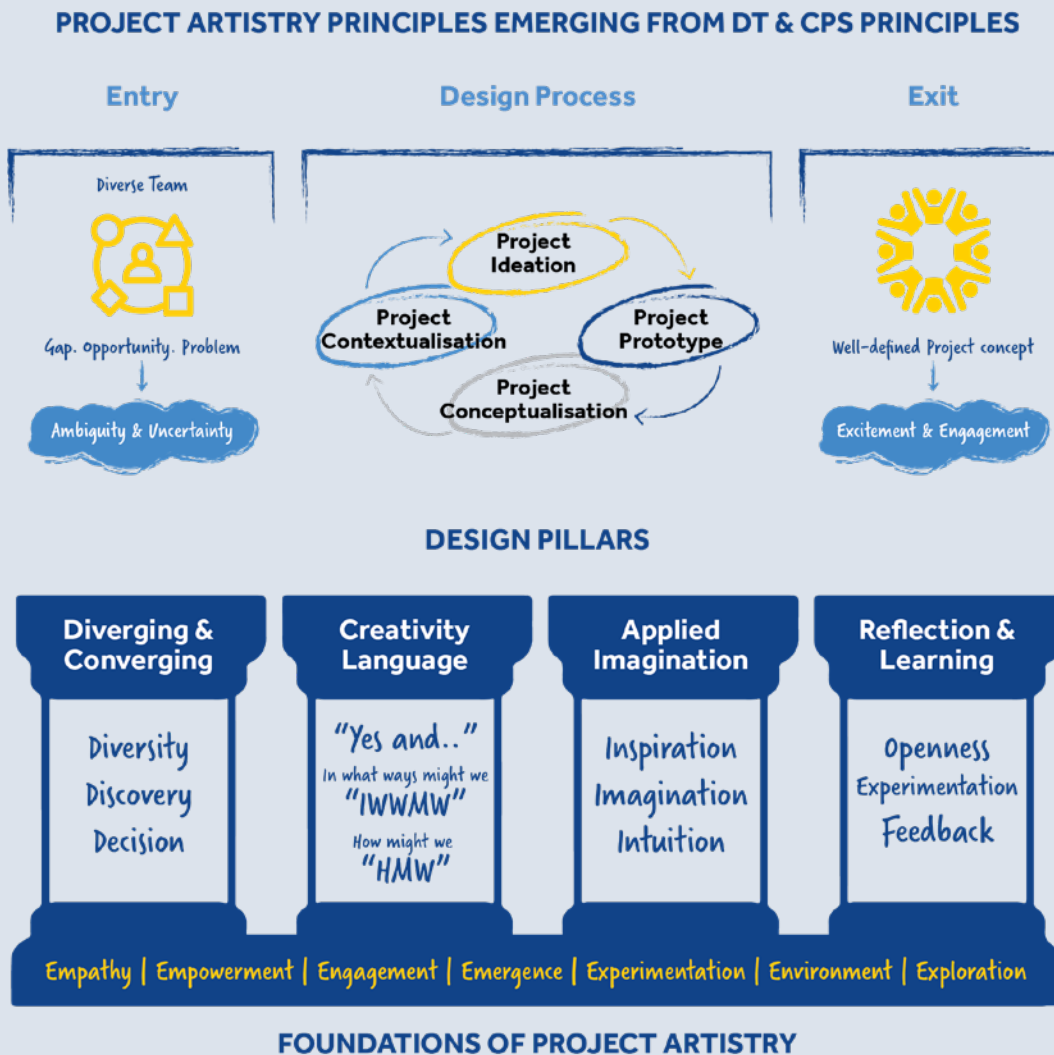 PROJECT ARTISTRY PRINCIPLES EMERGING FROM DT & CPS PRINCIPLES
Entry
Diverse Team
Gap. Opportunity. Problem
Ambiguity & Uncertainty
Design Process
Project
Ideation
Project
Contextualisation
Project
Prototype
Project
Conceptualisation
Exit
Well-defined Project concept
Excitement & Engagement
DESIGN PILLARS
Diverging &
Converging
Diversity
Discovery
Decision
Creativity
Language
“Yes and..”
In what ways might we
“IWWMW”
How might we
“HMW”
Applied
Imagination
Inspiration
Imagination
Intuition
Reflection &
Learning
Openness
Experimentation
Feedback
Empathy | Empowerment | Engagement | Emergence | Experimentation | Environment | Exploration
FOUNDATIONS OF PROJECT ARTISTRY